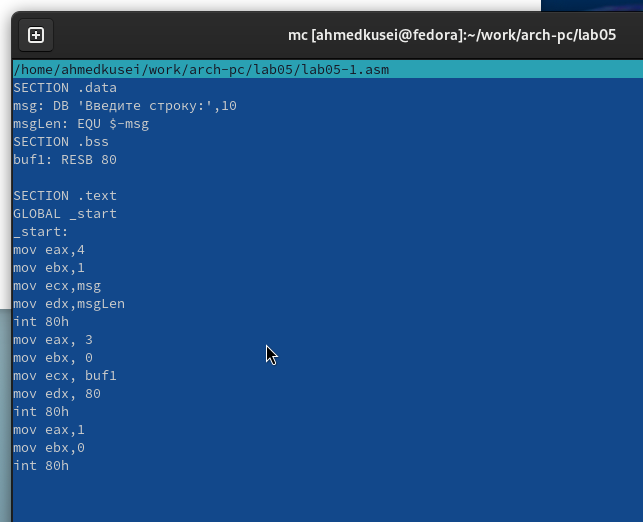 mc [ahmedkusei@fedora]:~/work/arch-pc/lab05
/home/ahmedkusei/work/arch-pc/lab05/lab05-1.asm
SECTION .data
msg: DB 'Введите строку:',10
msgLen: EQU $-msg
SECTION .bss
buf1: RESB 80
SECTION .text
GLOBAL _start
_start:
mov eax,4
mov ebx,1
mov ecx,msg
mov edx,msgLen
int 80h
mov eax, 3
mov ebx, 0
mov ecx, buf1
mov edx, 80
int 80h
mov eax,1
mov ebx,0
int 80h